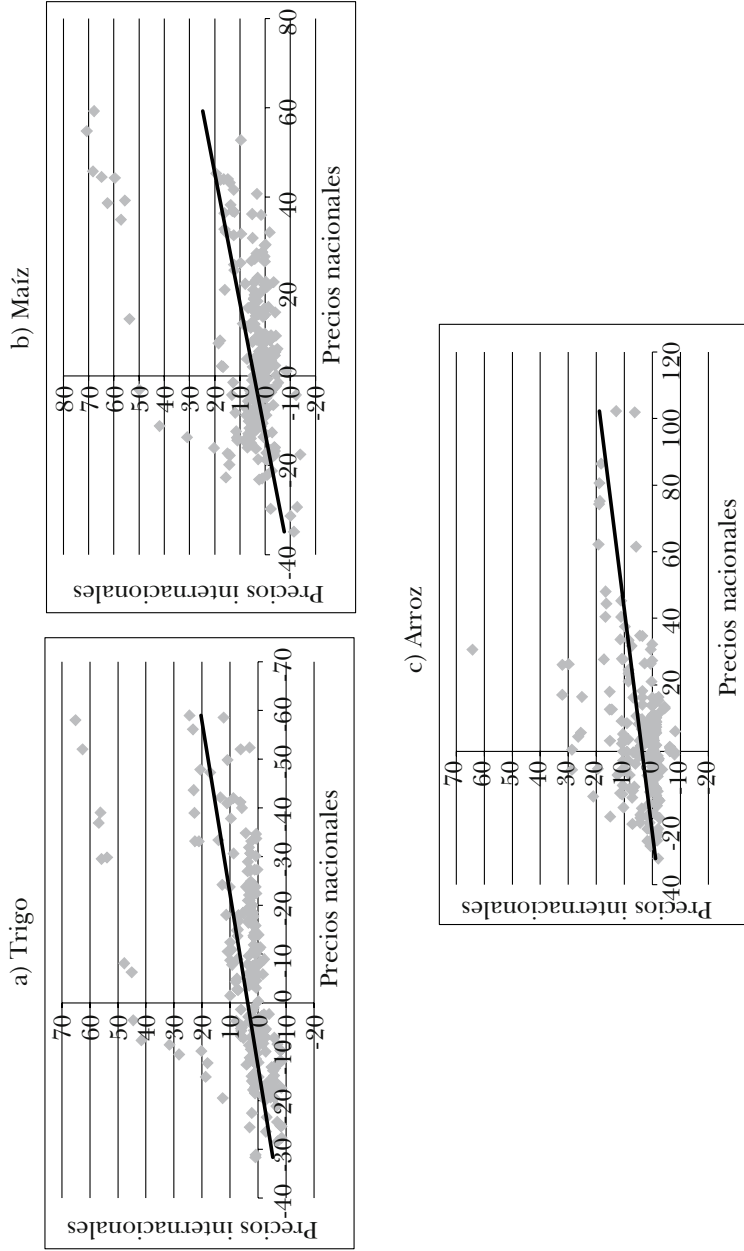 a) Trigo
Precios internacionales
70
60
50
40
30
20
10
0
-10
-20
-40 -30 -20 -10 0 -10 -20 -30 -40 -50 -60 -70
Precios nacionales
b) Maíz
Precios internacionales
80
70
60
50
40
30
20
10
0
-10
-20
-40 -20 0 20 40 60 80
Precios nacionales
c) Arroz
Precios internacionales
70
60
50
40
30
20
10
0
-10
-20
-40 -20 0 20 40 60 80 100 120
Precios nacionales